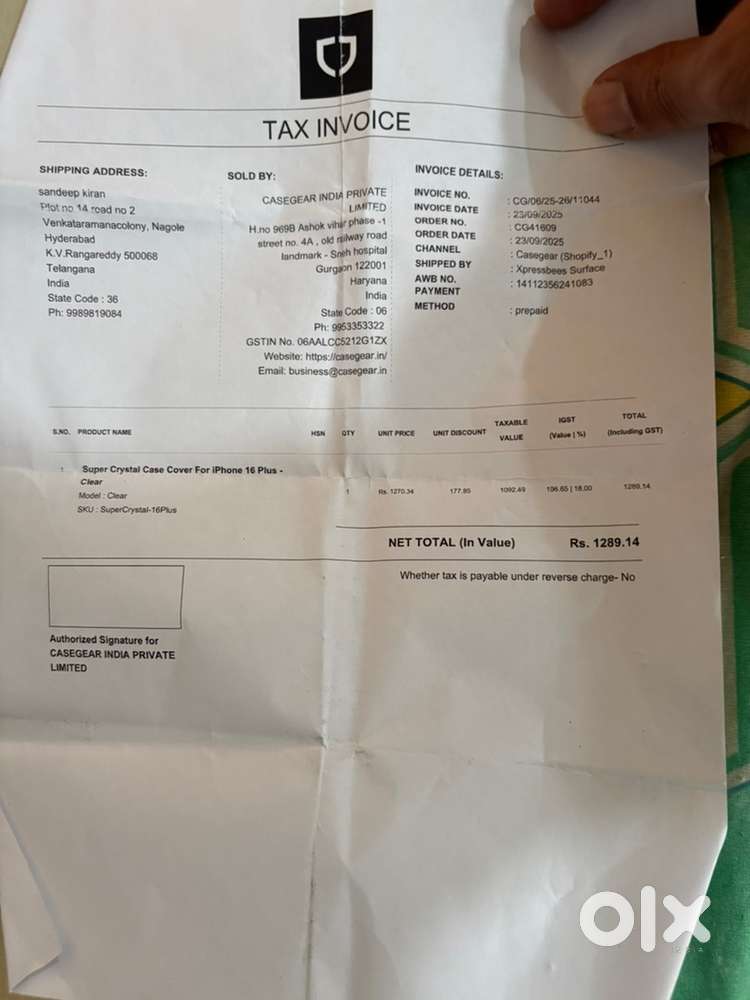 TAX INVOICE
SHIPPING ADDRESS:
sandeep kiran
Plot no 14 road no 2
Venkataramanacolony, Nagole
Hyderabad
K.V.Rangareddy 500068
Telangana
India
State Code : 36
Ph: 9989819084
SOLD BY:
CASEGEAR INDIA PRIVATE
LIMITED
H.no 969B Ashok vihar phase -1
street no. 4A , old railway road
landmark - Sneh hospital
Gurgaon 122001
Haryana
India
State Code : 06
Ph: 9953353322
GSTIN No. 06AALCC5212G1ZX
Website: https://casegear.in/
Email: business@casegear.in
INVOICE DETAILS:
INVOICE NO. : CG/06/25-26/11044
INVOICE DATE : 23/09/2025
ORDER NO. : CG41609
ORDER DATE : 23/09/2025
CHANNEL : Casegear (Shopify_1)
SHIPPED BY : Xpressbees Surface
AWB NO. : 14112356241083
PAYMENT
METHOD : prepaid
S.NO. PRODUCT NAME HSN QTY UNIT PRICE UNIT DISCOUNT TAXABLE VALUE IGST (Value | %) TOTAL (Including GST)
1 Super Crystal Case Cover For iPhone 16 Plus -
Clear
Model : Clear
SKU : SuperCrystal-16Plus
1 Rs. 1270.34 177.85 1092.49 196.65 | 18.00 1289.14
NET TOTAL (In Value) Rs. 1289.14
Whether tax is payable under reverse charge- No
Authorized Signature for
CASEGEAR INDIA PRIVATE
LIMITED
olx